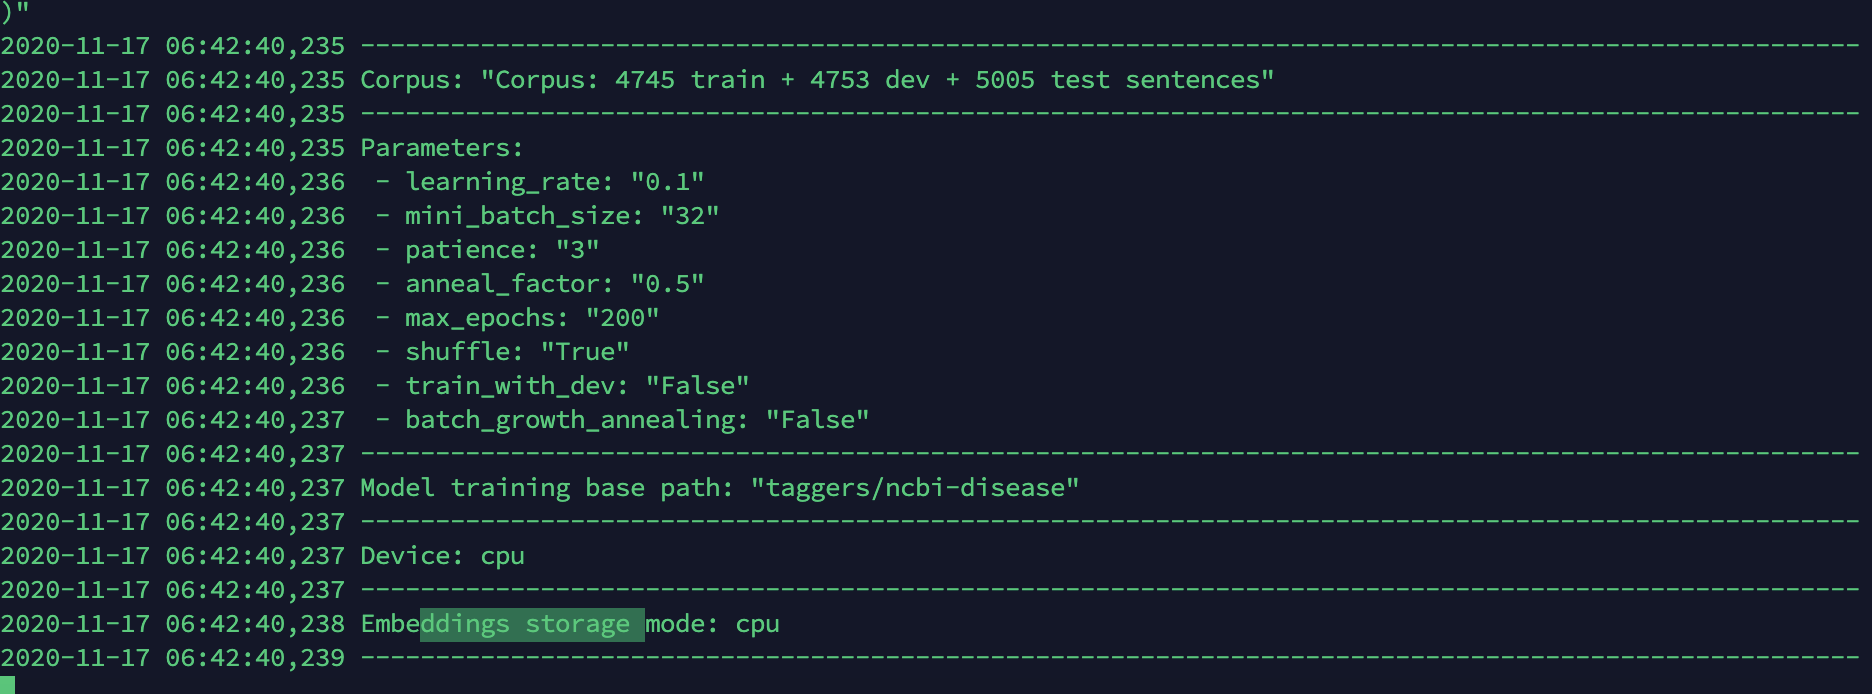 )"
2020-11-17 06:42:40,235 ----------------------------------------------------------------------------------------------------
2020-11-17 06:42:40,235 Corpus: "Corpus: 4745 train + 4753 dev + 5005 test sentences"
2020-11-17 06:42:40,235 ----------------------------------------------------------------------------------------------------
2020-11-17 06:42:40,235 Parameters:
2020-11-17 06:42:40,236  - learning_rate: "0.1"
2020-11-17 06:42:40,236  - mini_batch_size: "32"
2020-11-17 06:42:40,236  - patience: "3"
2020-11-17 06:42:40,236  - anneal_factor: "0.5"
2020-11-17 06:42:40,236  - max_epochs: "200"
2020-11-17 06:42:40,236  - shuffle: "True"
2020-11-17 06:42:40,236  - train_with_dev: "False"
2020-11-17 06:42:40,237  - batch_growth_annealing: "False"
2020-11-17 06:42:40,237 ----------------------------------------------------------------------------------------------------
2020-11-17 06:42:40,237 Model training base path: "taggers/ncbi-disease"
2020-11-17 06:42:40,237 ----------------------------------------------------------------------------------------------------
2020-11-17 06:42:40,237 Device: cpu
2020-11-17 06:42:40,237 ----------------------------------------------------------------------------------------------------
2020-11-17 06:42:40,238 Embeddings storage mode: cpu
2020-11-17 06:42:40,239 ----------------------------------------------------------------------------------------------------